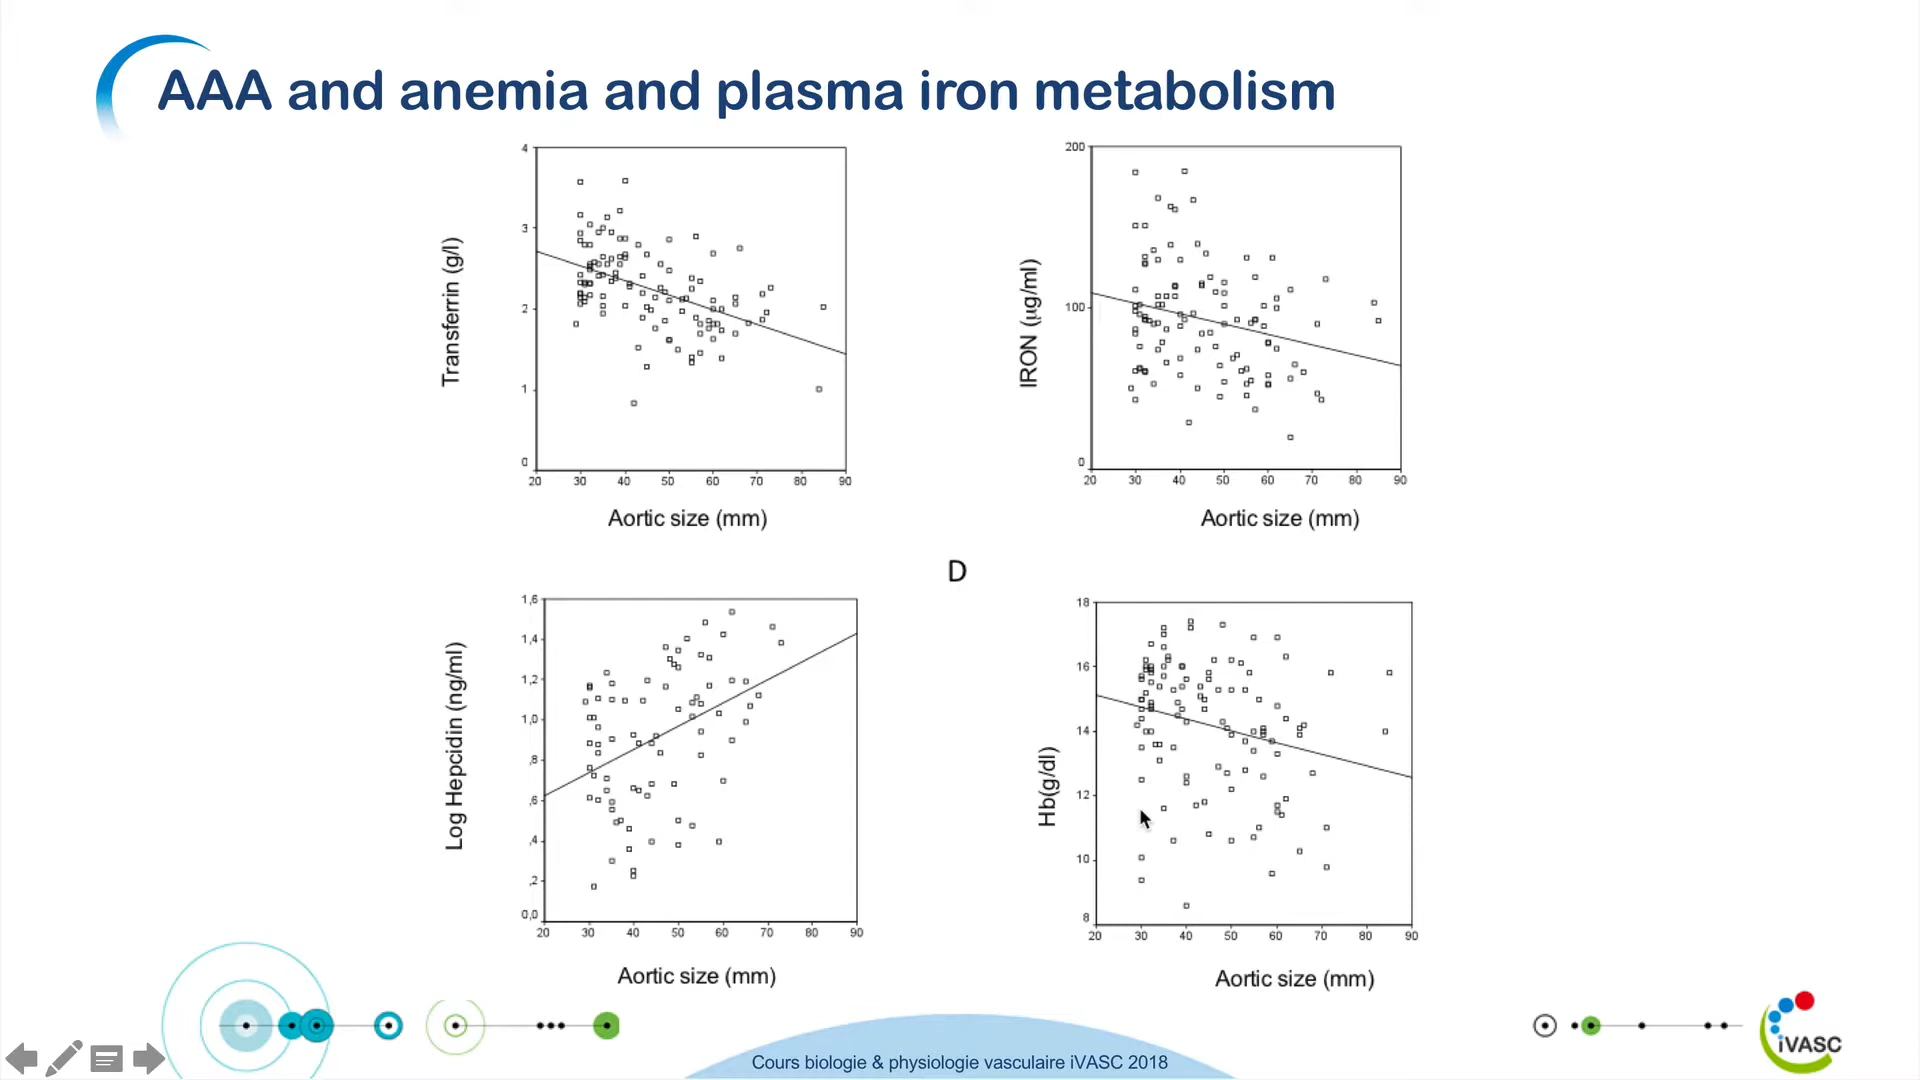 AAA and anemia and plasma iron metabolism
4
3
2
1
0
Transferrin (g/l)
20 30 40 50 60 70 80 90
Aortic size (mm)
200
100
0
IRON (µg/ml)
20 30 40 50 60 70 80 90
Aortic size (mm)
D
1,6
1,4
1,2
1,0
,8
,6
,4
,2
0,0
Log Hepcidin (ng/ml)
20 30 40 50 60 70 80 90
Aortic size (mm)
18
16
14
12
10
8
Hb(g/dl)
20 30 40 50 60 70 80 90
Aortic size (mm)
Cours biologie & physiologie vasculaire iVASC 2018
iVASC